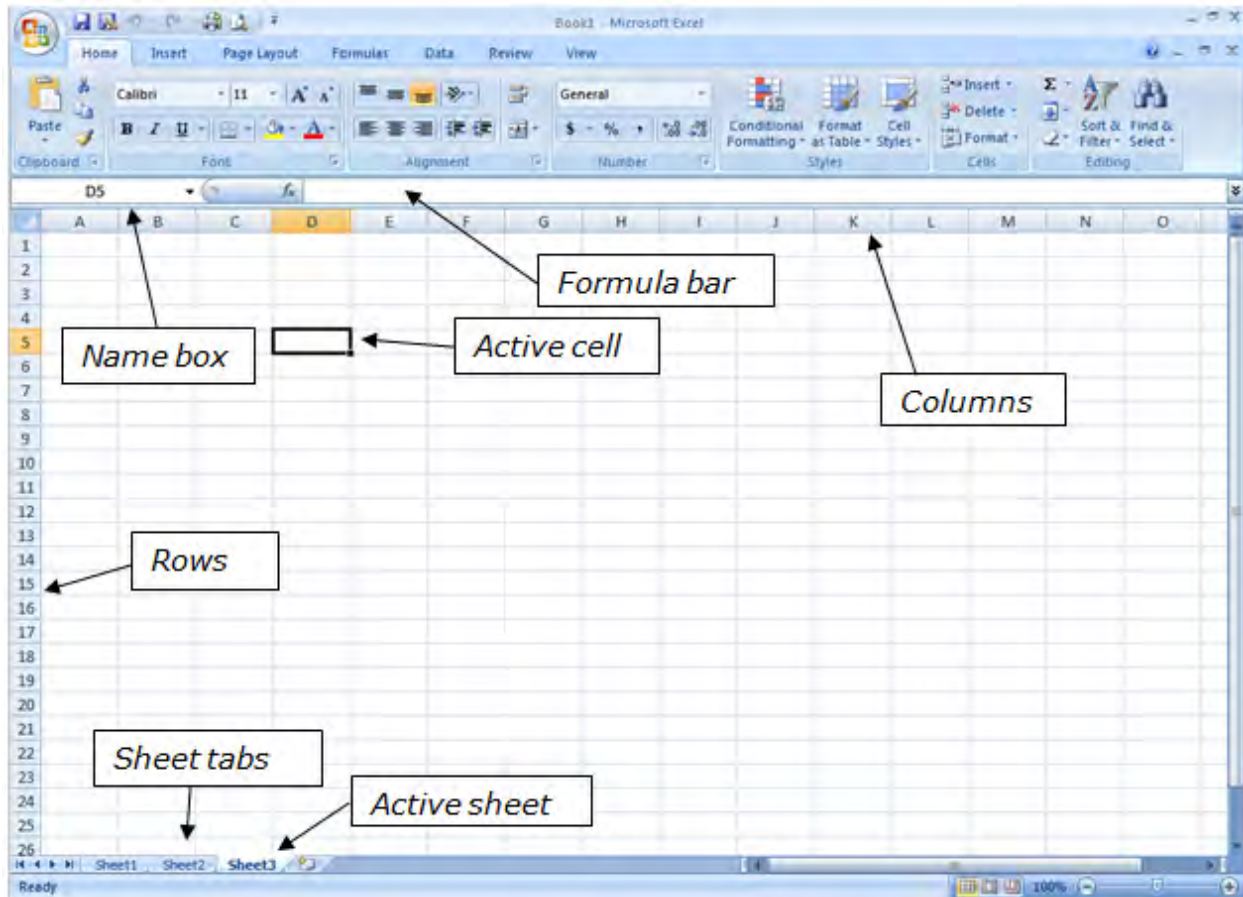 Book1 - Microsoft Excel
Home Insert Page Layout Formulas Data Review View
Calibri 11 A A General Insert Σ
Paste B I U A $ % , Conditional Formatting Format as Table Cell Styles Delete Format Sort & Filter Find & Select
Clipboard Font Alignment Number Styles Cells Editing
D5 fx
A B C D E F G H I J K L M N O
1
2
3
Formula bar
4
5
Name box
Active cell
6
7
8
Columns
9
10
11
12
13
14
Rows
15
16
17
18
19
20
21
22
Sheet tabs
23
24
Active sheet
25
26
Sheet1 Sheet2 Sheet3
Ready 100%